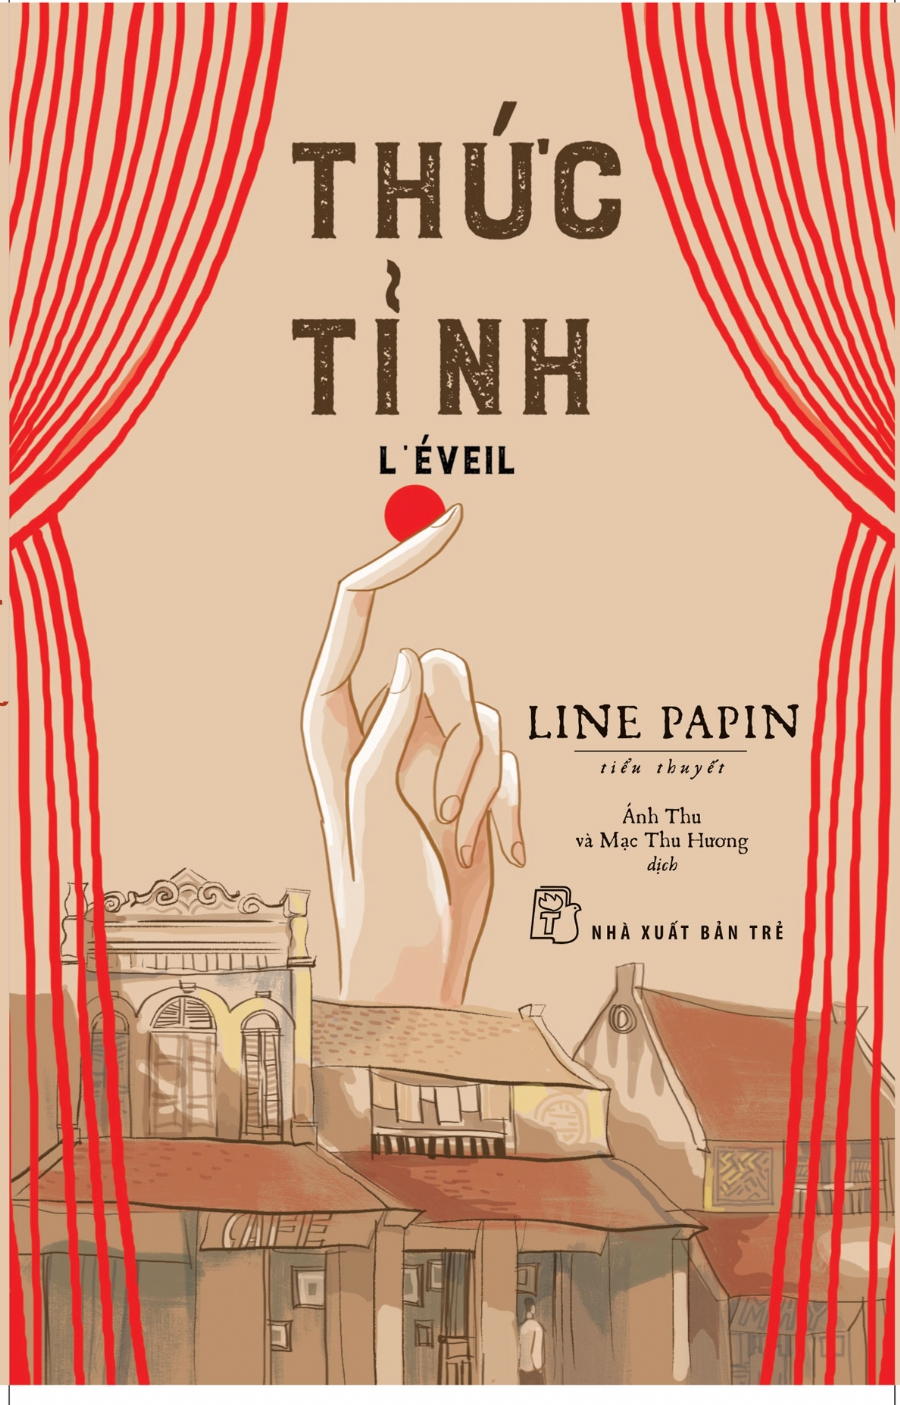 THỨC
TỈNH
L'ÉVEIL
LINE PAPIN
tiểu thuyết
Ánh Thu
và Mạc Thu Hương
dịch
T
NHÀ XUẤT BẢN TRẺ
CAFE